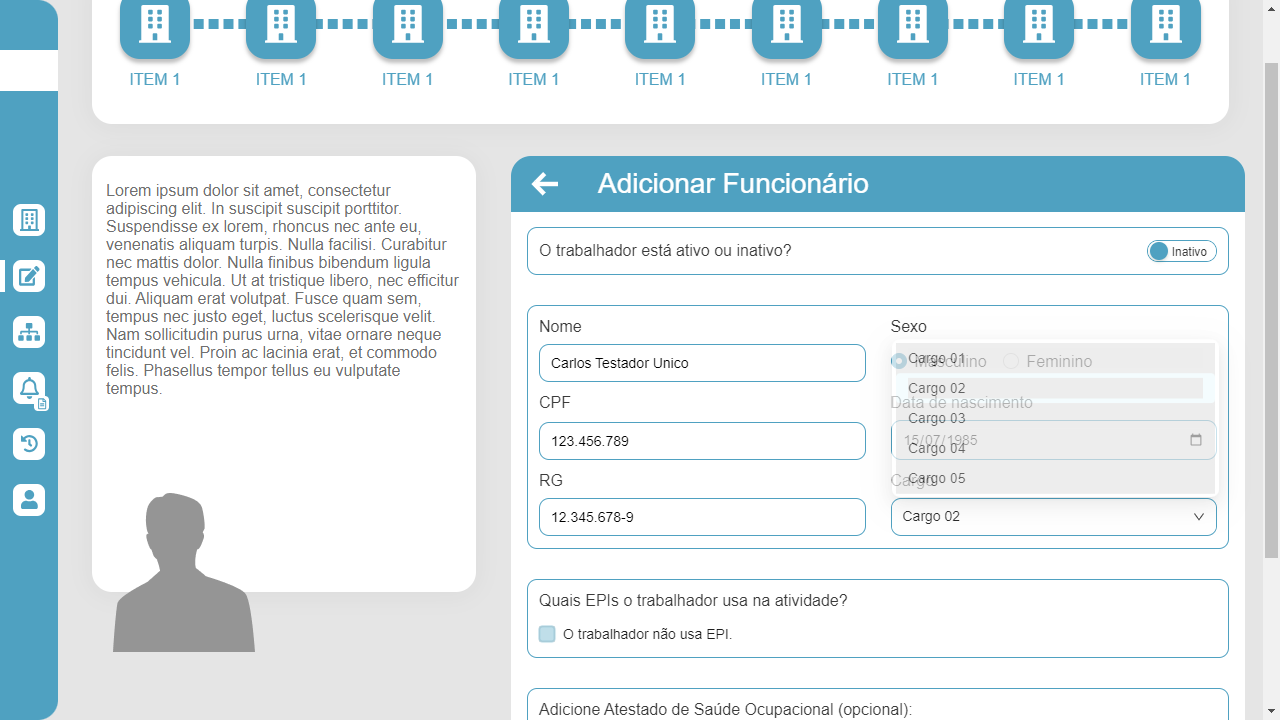 ITEM 1 ITEM 1 ITEM 1 ITEM 1 ITEM 1 ITEM 1 ITEM 1 ITEM 1 ITEM 1
Lorem ipsum dolor sit amet, consectetur
adipiscing elit. In suscipit suscipit porttitor.
Suspendisse ex lorem, rhoncus nec ante eu,
venenatis aliquam turpis. Nulla facilisi. Curabitur
nec mattis dolor. Nulla finibus bibendum ligula
tempus vehicula. Ut at tristique libero, nec efficitur
dui. Aliquam erat volutpat. Fusce quam sem,
tempus nec justo eget, luctus scelerisque velit.
Nam sollicitudin purus urna, vitae ornare neque
tincidunt vel. Proin ac lacinia erat, et commodo
felis. Phasellus tempor tellus eu vulputate
tempus.
Adicionar Funcionário
O trabalhador está ativo ou inativo?
Inativo
Nome
Carlos Testador Unico
CPF
123.456.789
RG
12.345.678-9
Sexo
Masculino Feminino
Data de nascimento
15/07/1985
Cargo
Cargo 01
Cargo 02
Cargo 03
Cargo 04
Cargo 05
Cargo 02
Quais EPIs o trabalhador usa na atividade?
O trabalhador não usa EPI.
Adicione Atestado de Saúde Ocupacional (opcional):